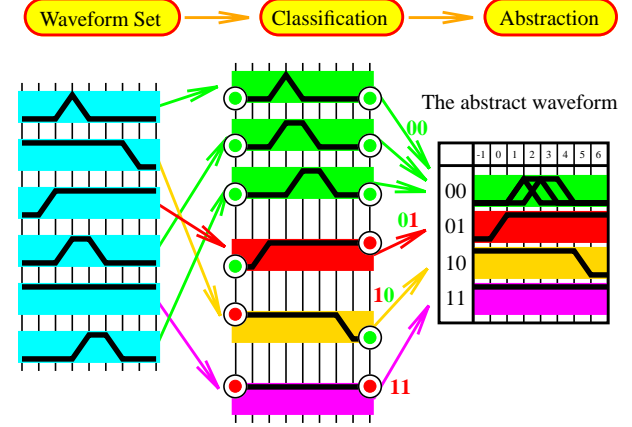 Waveform Set Classification Abstraction
The abstract waveform
00
-1 0 1 2 3 4 5 6
00
01
01
10
10
11
11